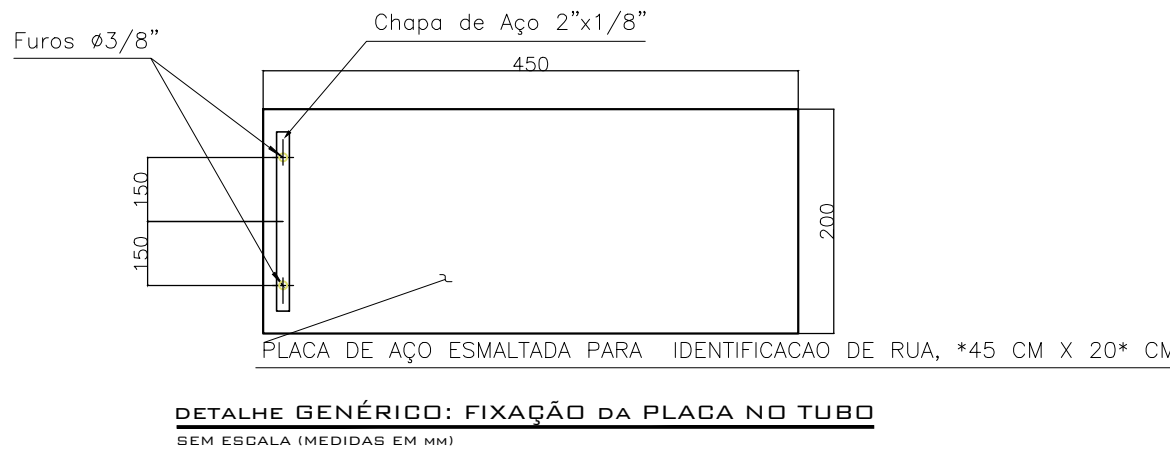 Chapa de Aço 2”x1/8”
Furos ø3/8”
450
150
150
200
PLACA DE AÇO ESMALTADA PARA IDENTIFICACAO DE RUA, *45 CM X 20* CM
DETALHE GENÉRICO: FIXAÇÃO DA PLACA NO TUBO
SEM ESCALA (MEDIDAS EM MM)